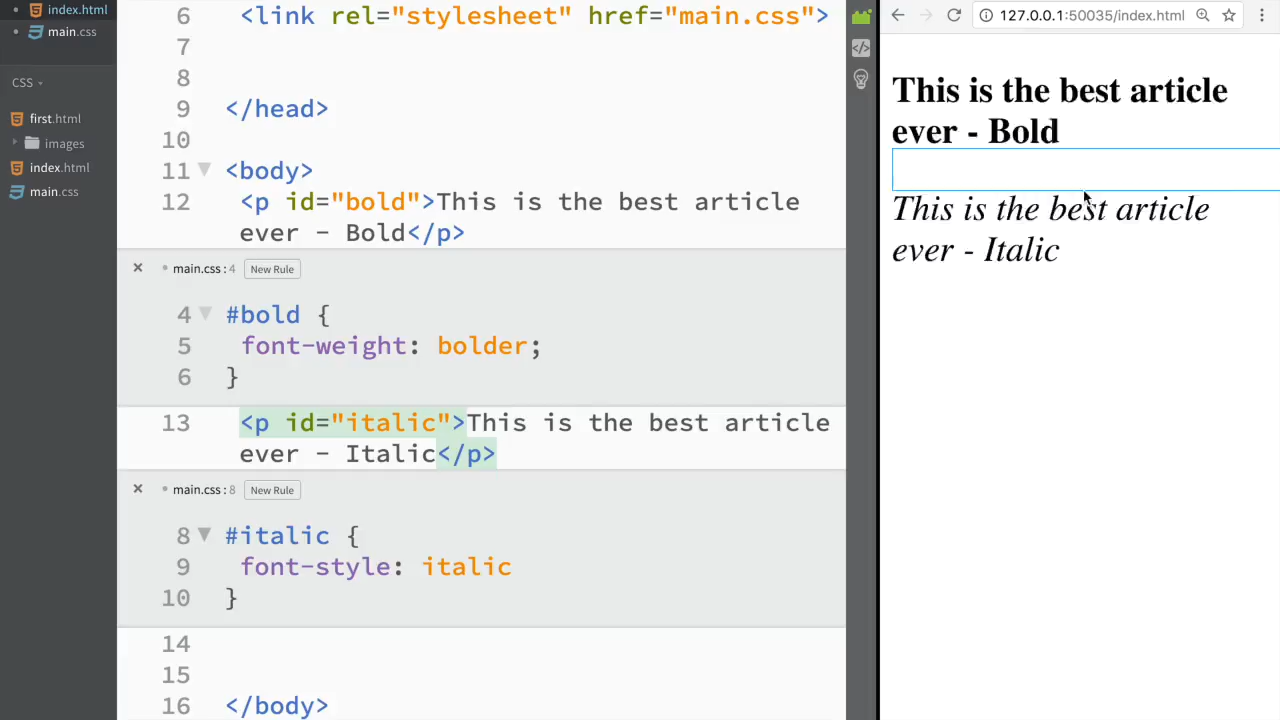 index.html
main.css
CSS
first.html
images
index.html
main.css
6 <link rel="stylesheet" href="main.css">
7
8
9 </head>
10
11 <body>
12 <p id="bold">This is the best article
ever - Bold</p>
× • main.css : 4 New Rule
4 #bold {
5 font-weight: bolder;
6 }
13 <p id="italic">This is the best article
ever - Italic</p>
× • main.css : 8 New Rule
8 #italic {
9 font-style: italic
10 }
14
15
16 </body>
127.0.0.1:50035/index.html
This is the best article
ever - Bold
This is the best article
ever - Italic